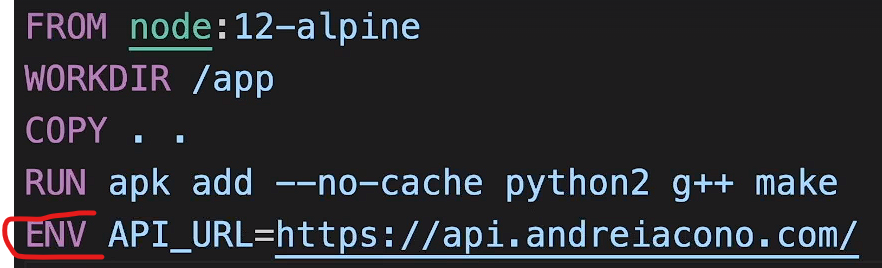 FROM node:12-alpine
WORKDIR /app
COPY . .
RUN apk add --no-cache python2 g++ make
ENV API_URL=https://api.andreiacono.com/